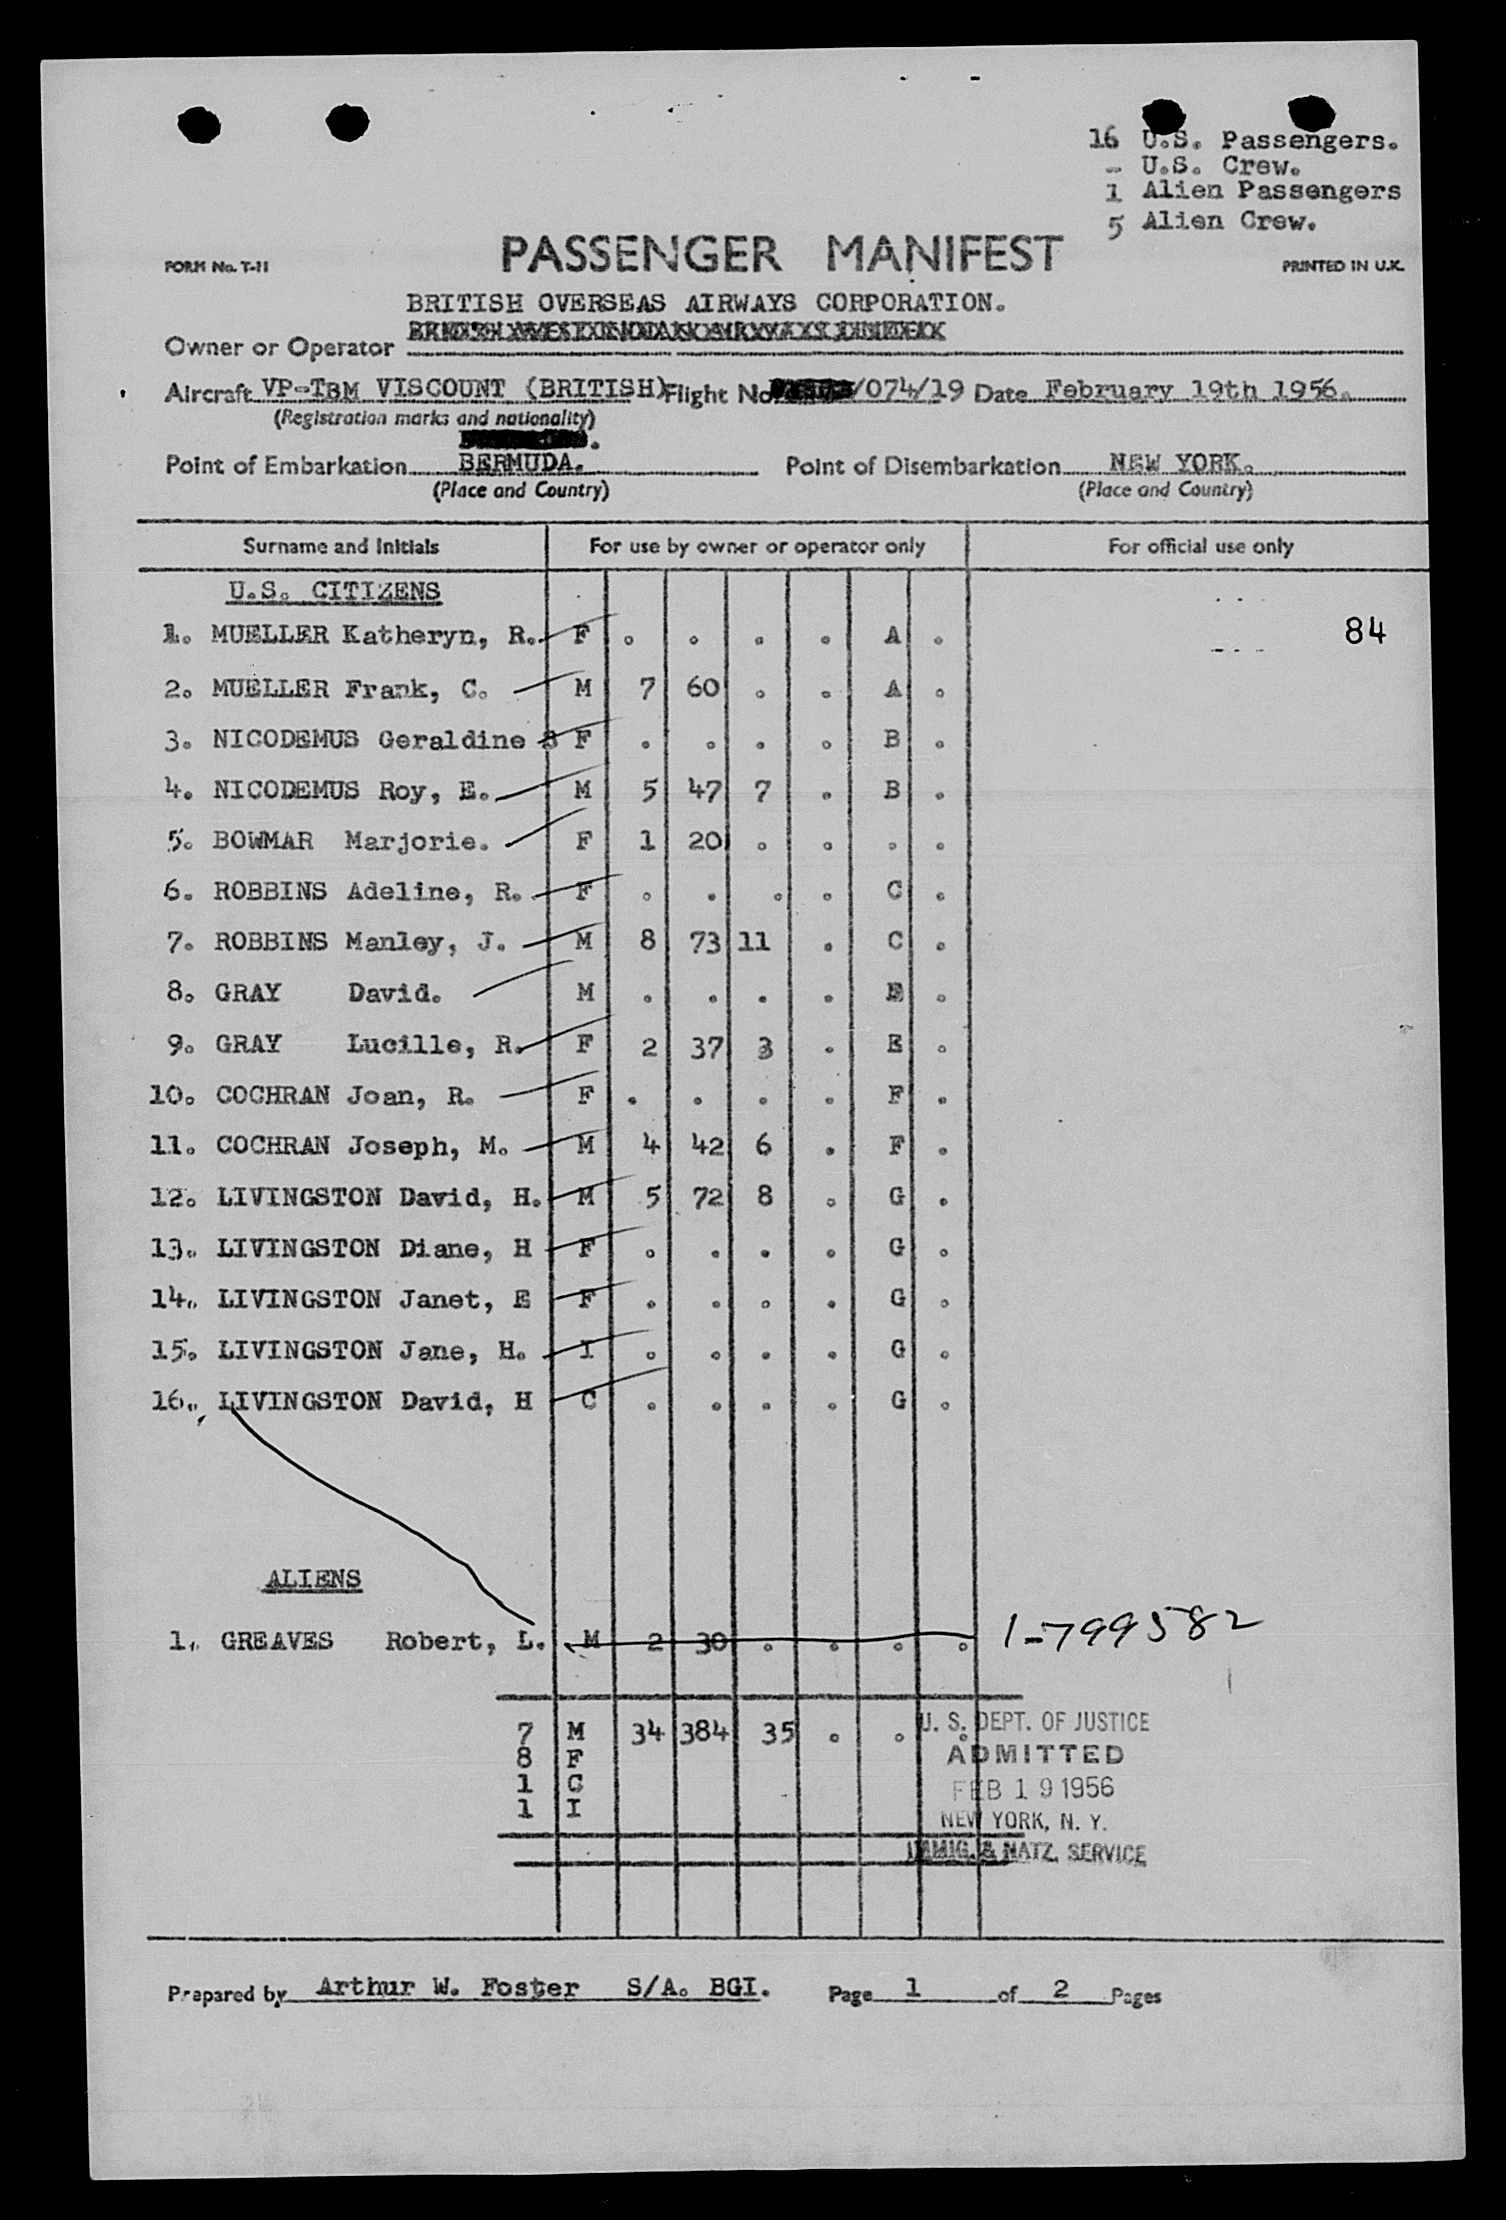 16 U.S. Passengers.
- U.S. Crew.
1 Alien Passengers
5 Alien Crew.
FORM No. T-11
PASSENGER MANIFEST
PRINTED IN U.K.
BRITISH OVERSEAS AIRWAYS CORPORATION.
Owner or Operator
Aircraft VP-TBM VISCOUNT (BRITISH) Flight No. /074/19 Date February 19th 1956.
(Registration marks and nationality)
Point of Embarkation BERMUDA. Point of Disembarkation NEW YORK.
(Place and Country) (Place and Country)
Surname and Initials For use by owner or operator only For official use only
U.S. CITIZENS
1. MUELLER Katheryn, R. F . . . . A . 84
2. MUELLER Frank, C. M 7 60 . . A .
3. NICODEMUS Geraldine S F . . . . B .
4. NICODEMUS Roy, E. M 5 47 7 . B .
5. BOWMAR Marjorie. F 1 20 . . . .
6. ROBBINS Adeline, R. F . . . . C .
7. ROBBINS Manley, J. M 8 73 11 . C .
8. GRAY David. M . . . . E .
9. GRAY Lucille, R. F 2 37 3 . E .
10. COCHRAN Joan, R. F . . . . F .
11. COCHRAN Joseph, M. M 4 42 6 . F .
12. LIVINGSTON David, H. M 5 72 8 . G .
13. LIVINGSTON Diane, H F . . . . G .
14. LIVINGSTON Janet, E F . . . . G .
15. LIVINGSTON Jane, H. I . . . . G .
16. LIVINGSTON David, H C . . . . G .
ALIENS
1. GREAVES Robert, L. M 2 30 . . . . 1-799582
7 M 34 384 35 . . .
8 F
1 C
1 I
U. S. DEPT. OF JUSTICE
ADMITTED
FEB 19 1956
NEW YORK, N. Y.
IMMIG. & NATZ. SERVICE
Prepared by Arthur W. Foster S/A. BGI. Page 1 of 2 Pages